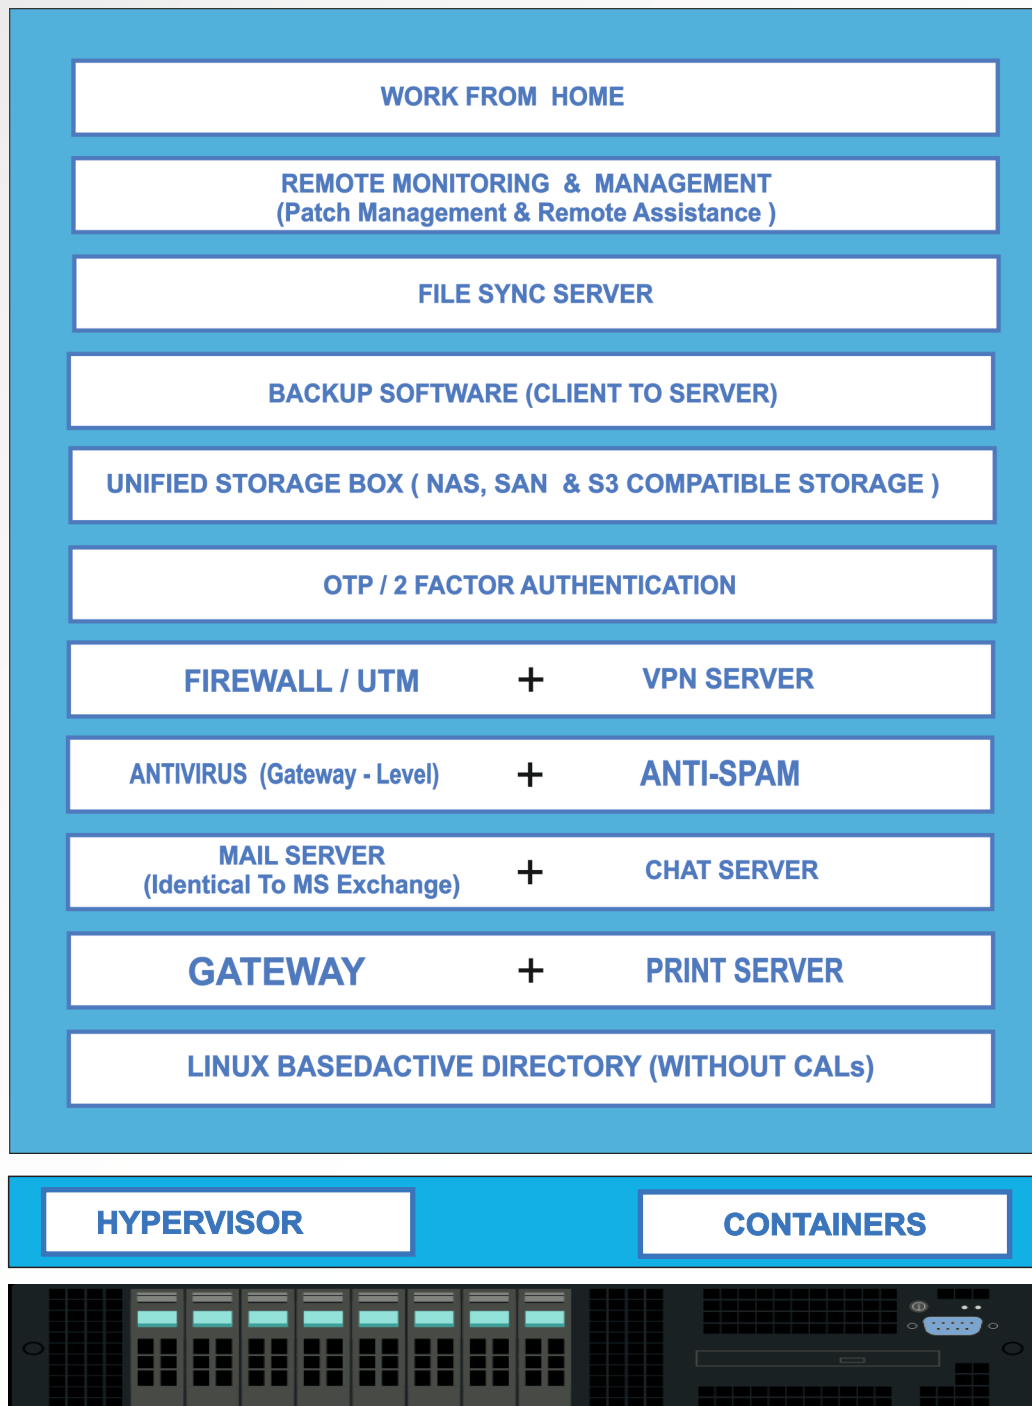 WORK FROM HOME
REMOTE MONITORING & MANAGEMENT
(Patch Management & Remote Assistance )
FILE SYNC SERVER
BACKUP SOFTWARE (CLIENT TO SERVER)
UNIFIED STORAGE BOX ( NAS, SAN & S3 COMPATIBLE STORAGE )
OTP / 2 FACTOR AUTHENTICATION
FIREWALL / UTM + VPN SERVER
ANTIVIRUS (Gateway - Level) + ANTI-SPAM
MAIL SERVER
(Identical To MS Exchange) + CHAT SERVER
GATEWAY + PRINT SERVER
LINUX BASEDACTIVE DIRECTORY (WITHOUT CALs)
HYPERVISOR CONTAINERS